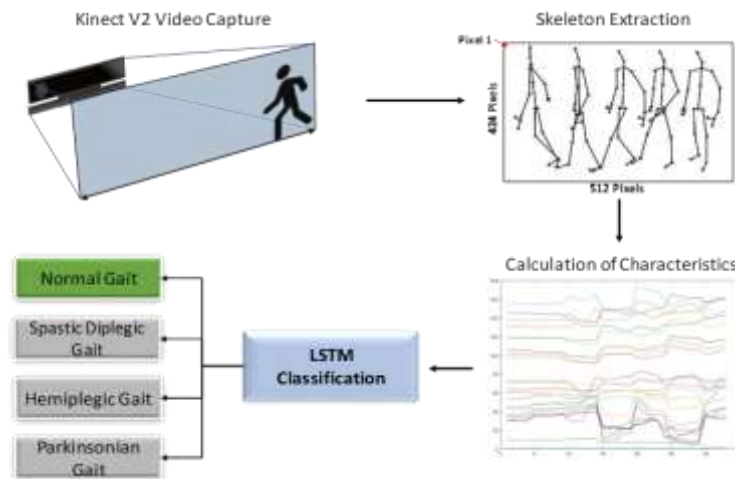 Kinect V2 Video Capture
Skeleton Extraction
Pixel 1
424 Pixels
512 Pixels
Calculation of Characteristics
Normal Gait
Spastic Diplegic
Gait
Hemiplegic Gait
Parkinsonian
Gait
LSTM
Classification